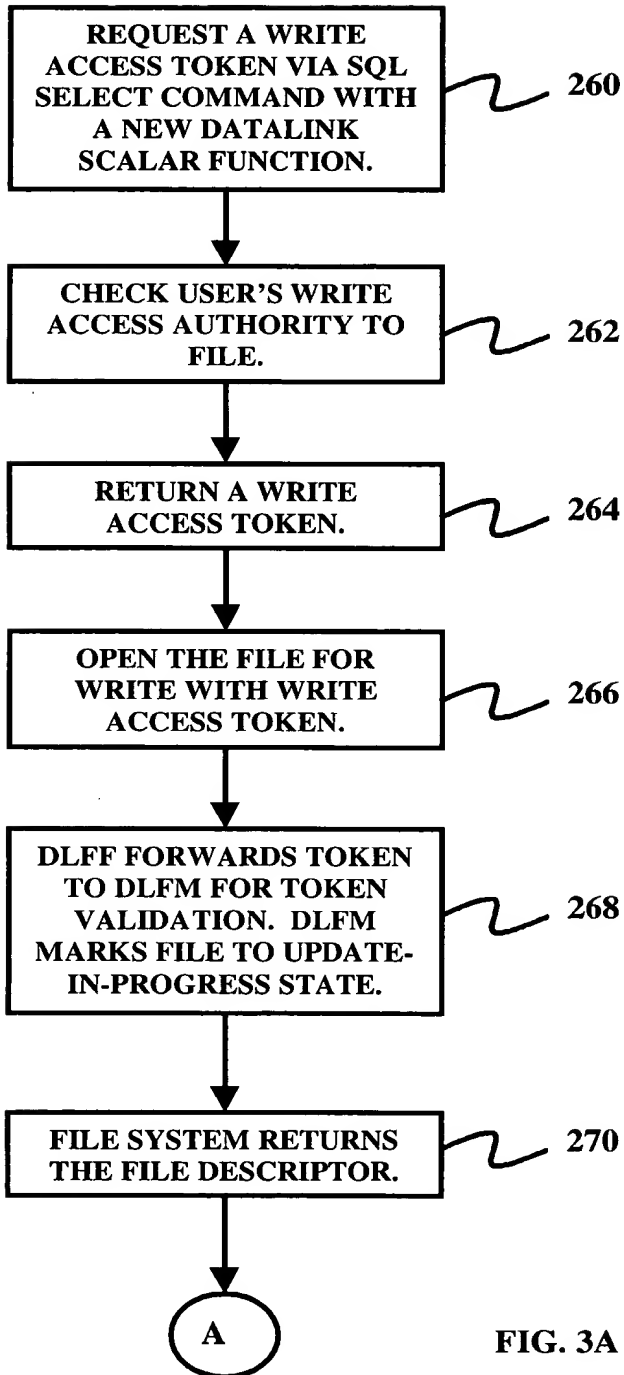 REQUEST A WRITE
ACCESS TOKEN VIA SQL
SELECT COMMAND WITH
A NEW DATALINK
SCALAR FUNCTION.
260
CHECK USER'S WRITE
ACCESS AUTHORITY TO
FILE.
262
RETURN A WRITE
ACCESS TOKEN.
264
OPEN THE FILE FOR
WRITE WITH WRITE
ACCESS TOKEN.
266
DLFF FORWARDS TOKEN
TO DLFM FOR TOKEN
VALIDATION. DLFM
MARKS FILE TO UPDATE-
IN-PROGRESS STATE.
268
FILE SYSTEM RETURNS
THE FILE DESCRIPTOR.
270
A
FIG. 3A